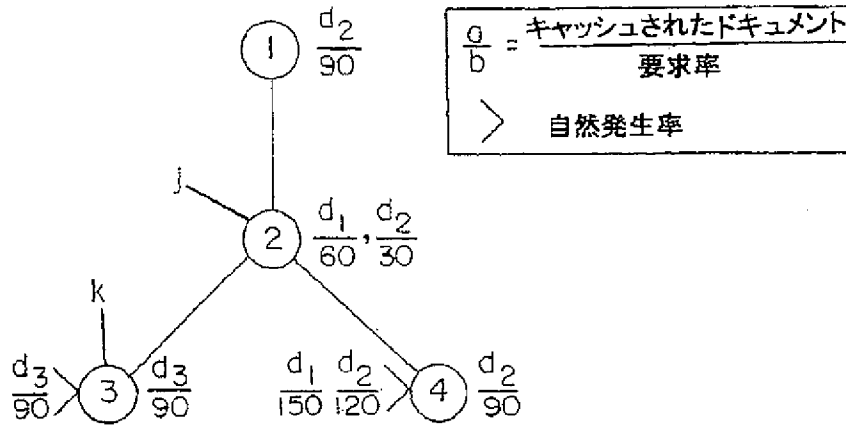 1 d2/90
a/b = キャッシュされたドキュメント/要求率
> 自然発生率
j
2 d1/60, d2/30
k
d3/90 > 3 d3/90
d1/150 d2/120 > 4 d2/90